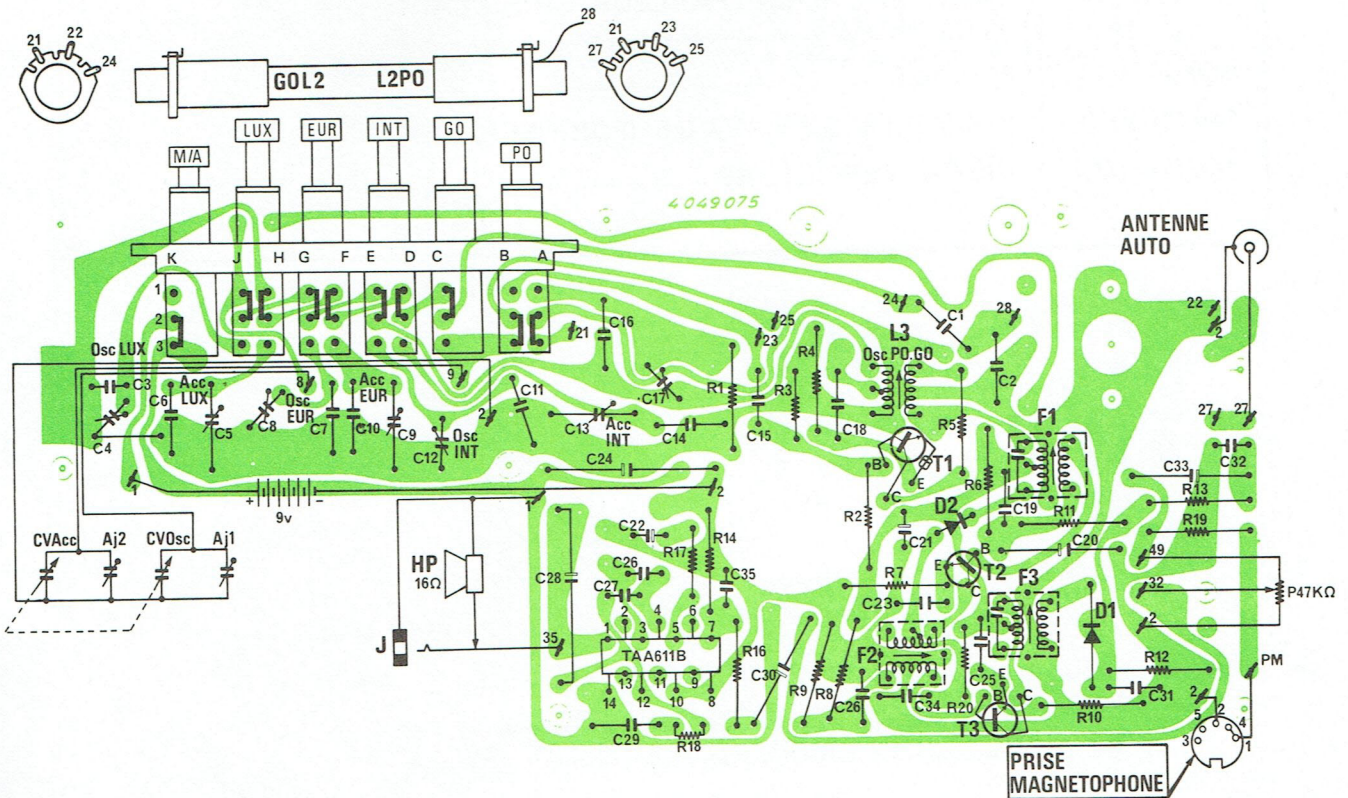 21
22
24
28
GOL2
L2PO
27
21
23
25
M/A
LUX
EUR
INT
GO
PO
4049075
ANTENNE
AUTO
K
J
H
G
F
E
D
C
B
A
1
2
3
Osc LUX
8
9
21
C16
25
23
24
C1
28
22
2
L3
Osc PO.GO
R4
C3
C6
Acc
LUX
C5
C8
Osc
EUR
C7
C10
Acc
EUR
C9
C12
Osc
INT
2
C11
C13
Acc
INT
C17
C14
R1
C15
R3
C18
C2
R5
F1
27
27
C4
C24
1
+
9v
−
2
1
B
T1
E
C
R2
R6
C19
R11
C33
C32
R13
R19
D2
C21
C20
CVAcc
Aj2
CVOsc
Aj1
HP
16Ω
J
35
C28
C22
R17
R14
C26
C27
C35
R7
C23
E
B
T2
C
F3
49
32
2
P47KΩ
D1
1
2
3
4
5
6
7
TAA611B
14
13
12
11
10
9
8
R16
C30
R9
R8
C26
F2
C34
R20
C25
E
B
C
T3
R12
C31
R10
PM
C29
R18
2
5
2
4
3
1
PRISE
MAGNETOPHONE